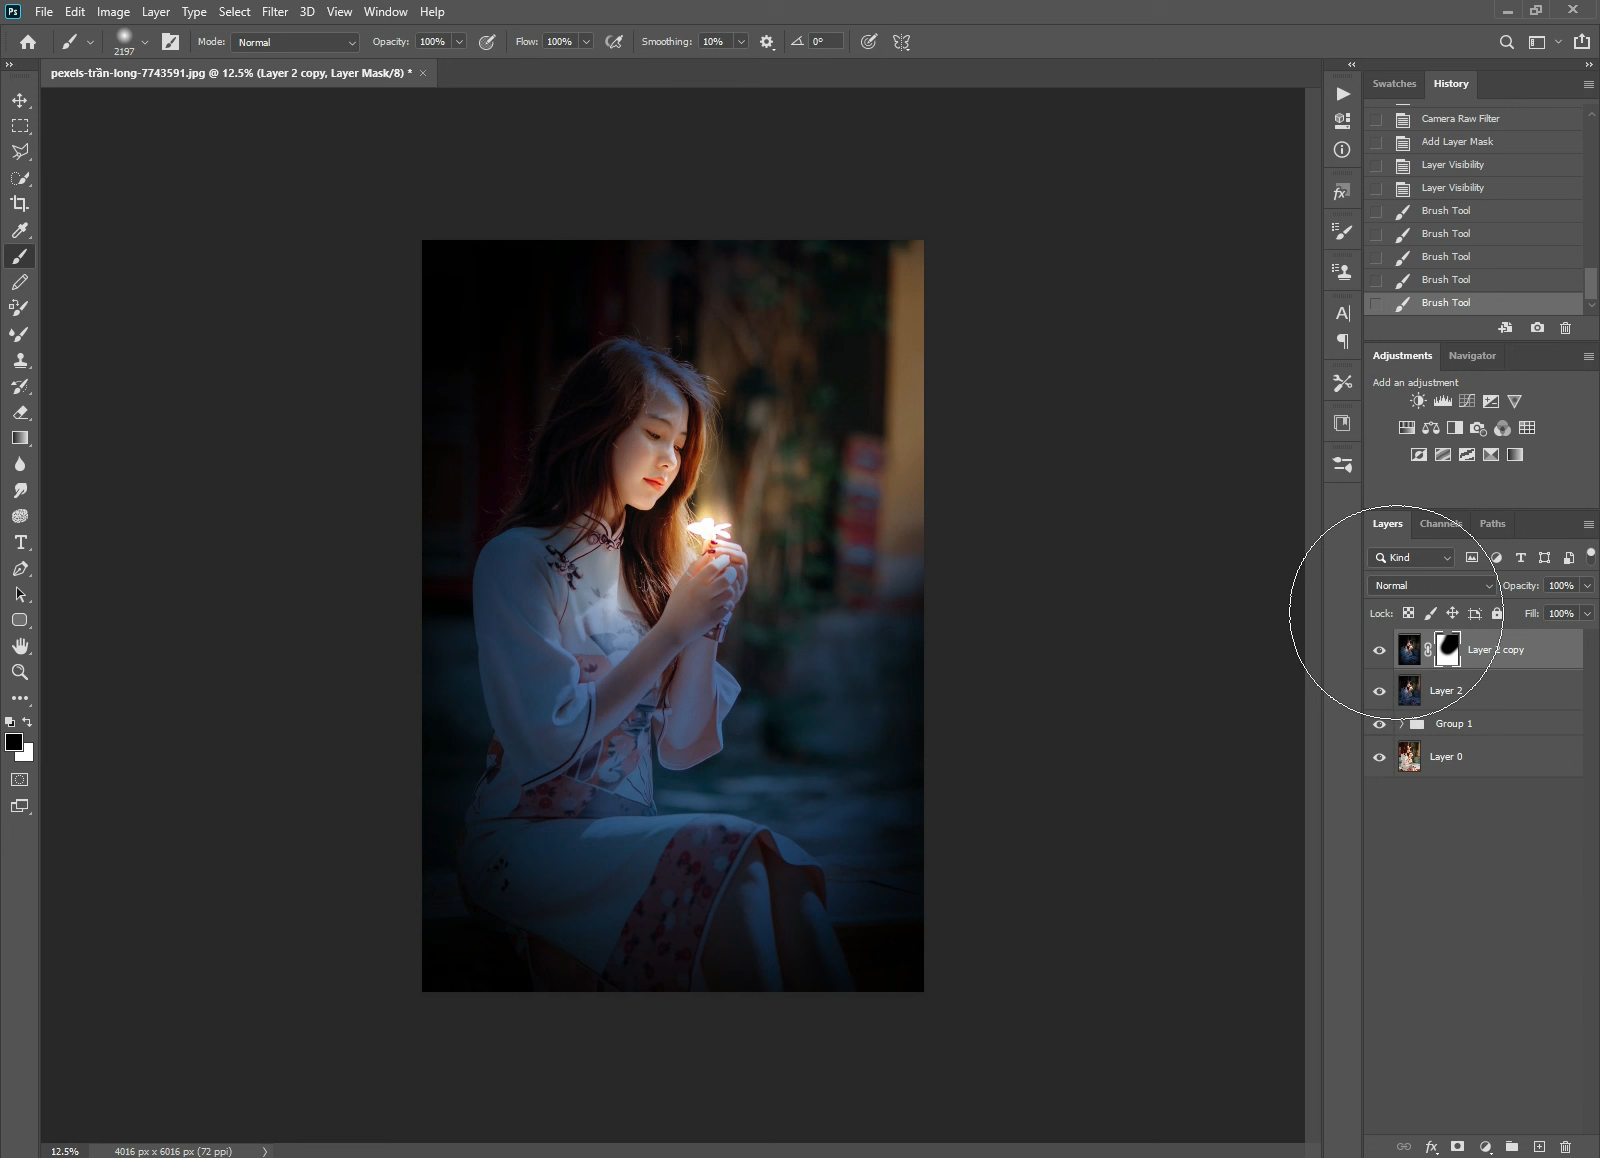 Ps File Edit Image Layer Type Select Filter 3D View Window Help
2197 Mode: Normal Opacity: 100% Flow: 100% Smoothing: 10% 0°
pexels-trần-long-7743591.jpg @ 12.5% (Layer 2 copy, Layer Mask/8) *
Swatches History
Camera Raw Filter
Add Layer Mask
Layer Visibility
Layer Visibility
Brush Tool
Brush Tool
Brush Tool
Brush Tool
Brush Tool
Adjustments Navigator
Add an adjustment
Layers Channels Paths
Kind
Normal Opacity: 100%
Lock: Fill: 100%
Layer 2 copy
Layer 2
Group 1
Layer 0
12.5% 4016 px x 6016 px (72 ppi)